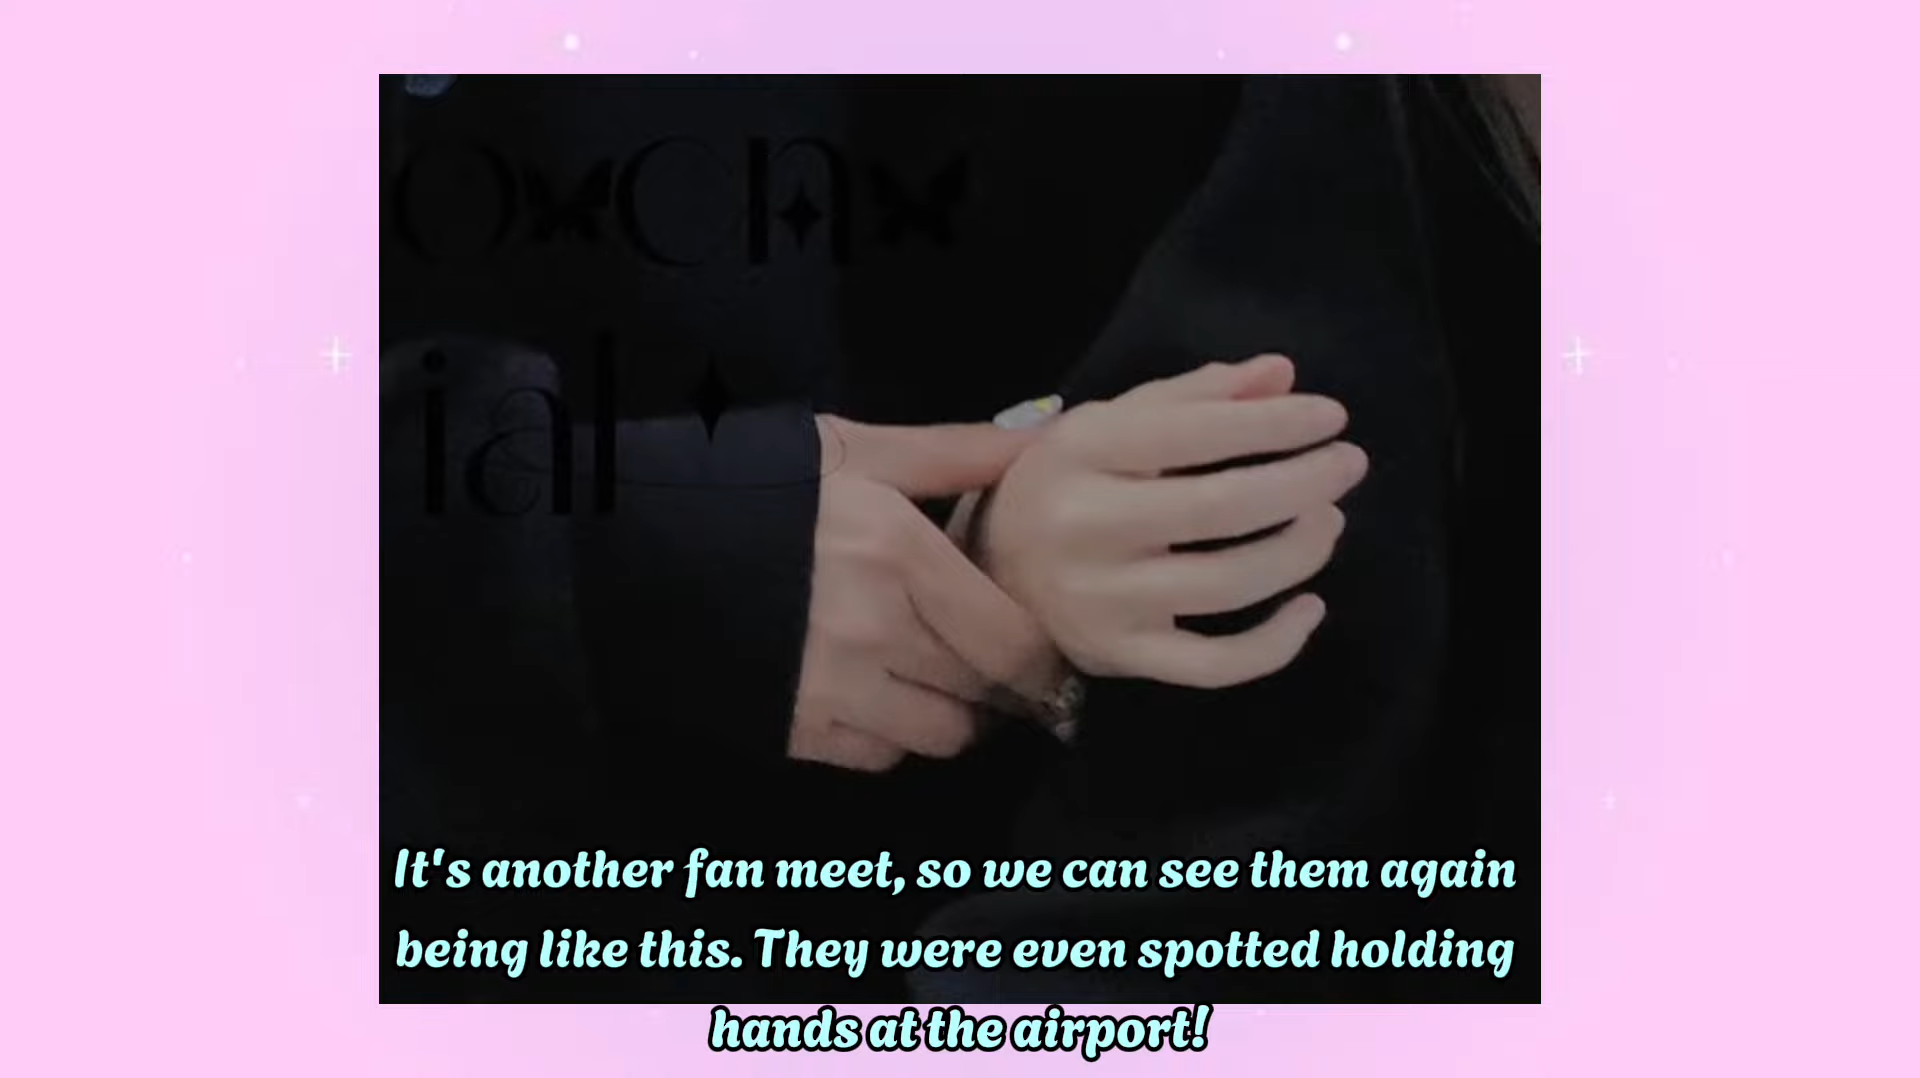 It's another fan meet, so we can see them again
being like this. They were even spotted holding
hands at the airport!